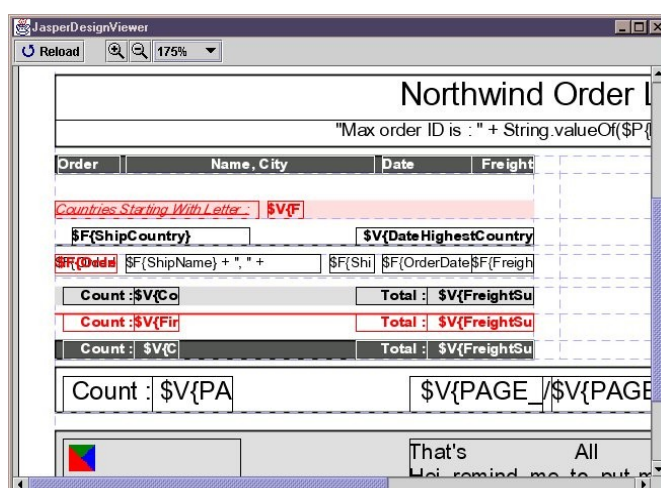 JasperDesignViewer
Reload 175%
Northwind Order L
"Max order ID is : " + String.valueOf($P{
Order Name, City Date Freight
Countries Starting With Letter : $V{F
$F{ShipCountry} $V{DateHighestCountry
$F{ShipName} + ", " + $F{Shi $F{OrderDate $F{Freigh
Count : $V{Co Total : $V{FreightSu
Count : $V{Fir Total : $V{FreightSu
Count : $V{C Total : $V{FreightSu
Count : $V{PA $V{PAGE_/$V{PAGE
That's All